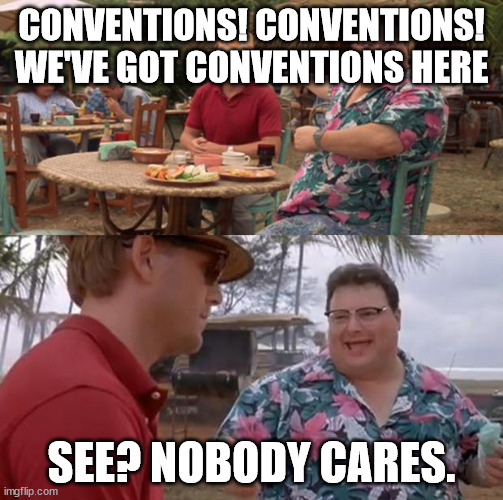 CONVENTIONS! CONVENTIONS!
WE'VE GOT CONVENTIONS HERE
SEE? NOBODY CARES.
imgflip.com